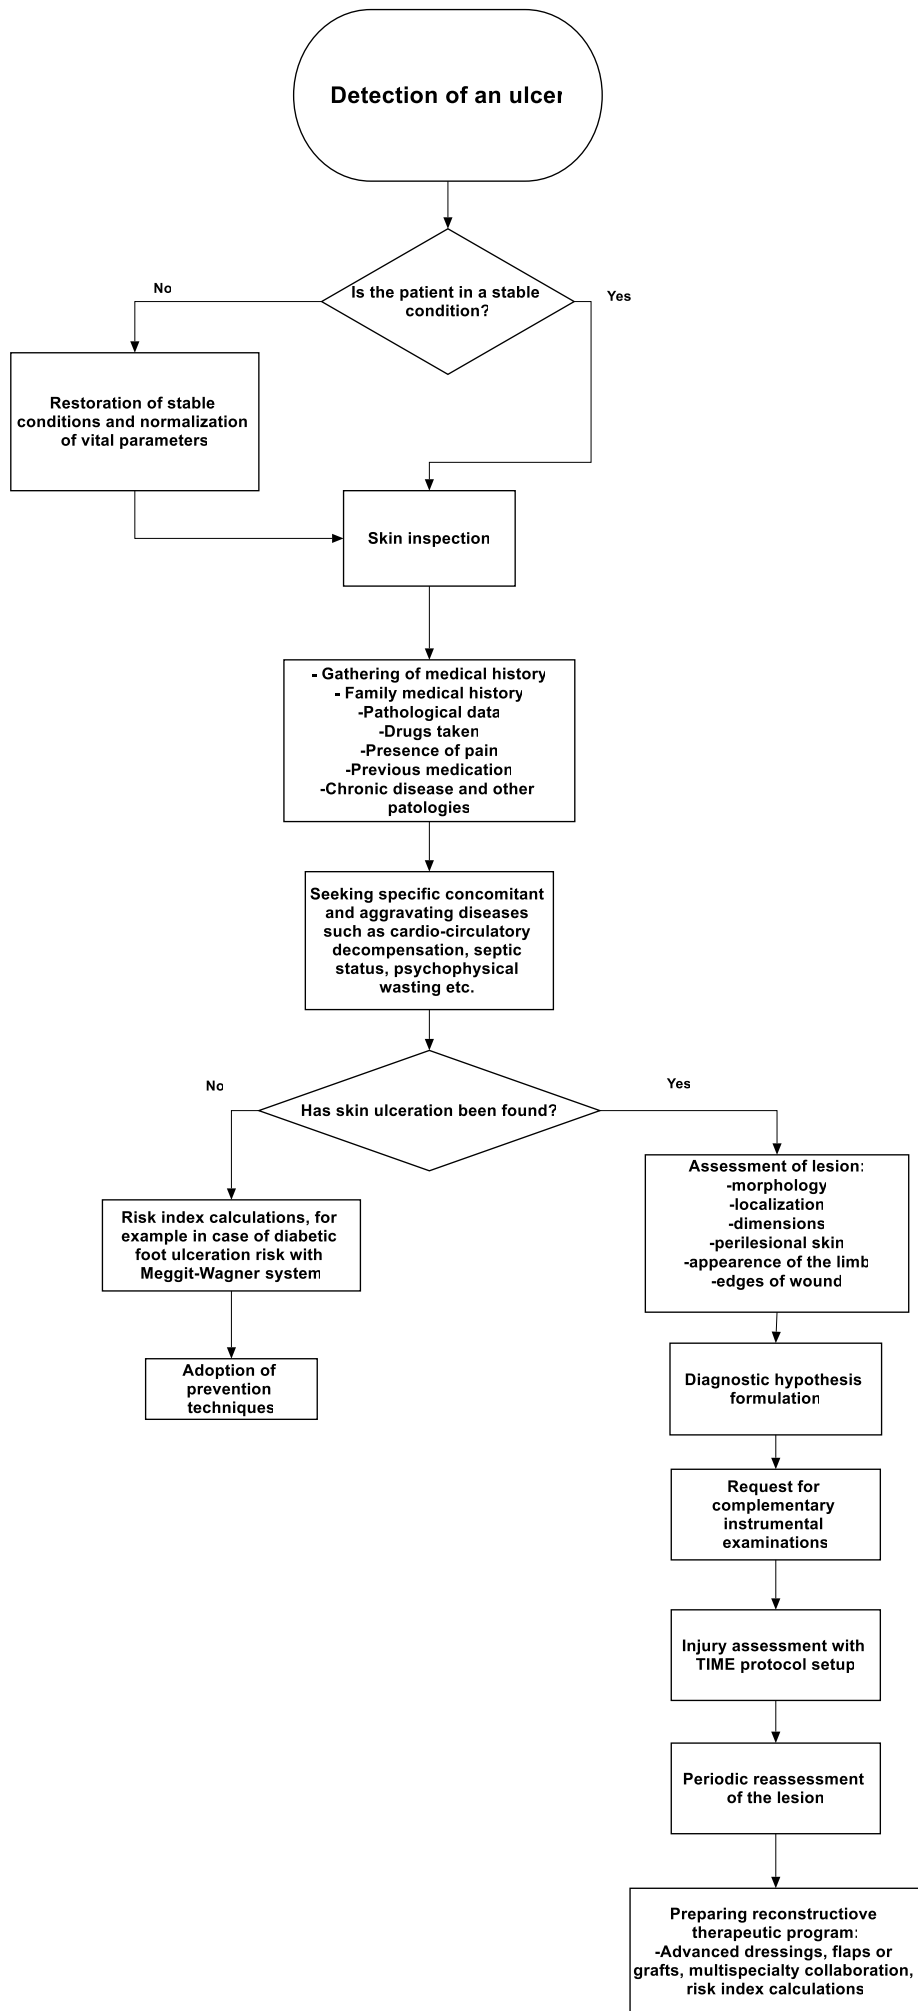 Detection of an ulcer
Is the patient in a stable
condition?
No
Yes
Restoration of stable
conditions and normalization
of vital parameters
Skin inspection
- Gathering of medical history
- Family medical history
-Pathological data
-Drugs taken
-Presence of pain
-Previous medication
-Chronic disease and other
patologies
Seeking specific concomitant
and aggravating diseases
such as cardio-circulatory
decompensation, septic
status, psychophysical
wasting etc.
Has skin ulceration been found?
No
Yes
Risk index calculations, for
example in case of diabetic
foot ulceration risk with
Meggit-Wagner system
Adoption of
prevention
techniques
Assessment of lesion:
-morphology
-localization
-dimensions
-perilesional skin
-appearence of the limb
-edges of wound
Diagnostic hypothesis
formulation
Request for
complementary
instrumental
examinations
Injury assessment with
TIME protocol setup
Periodic reassessment
of the lesion
Preparing reconstructiove
therapeutic program:
-Advanced dressings, flaps or
grafts, multispecialty collaboration,
risk index calculations